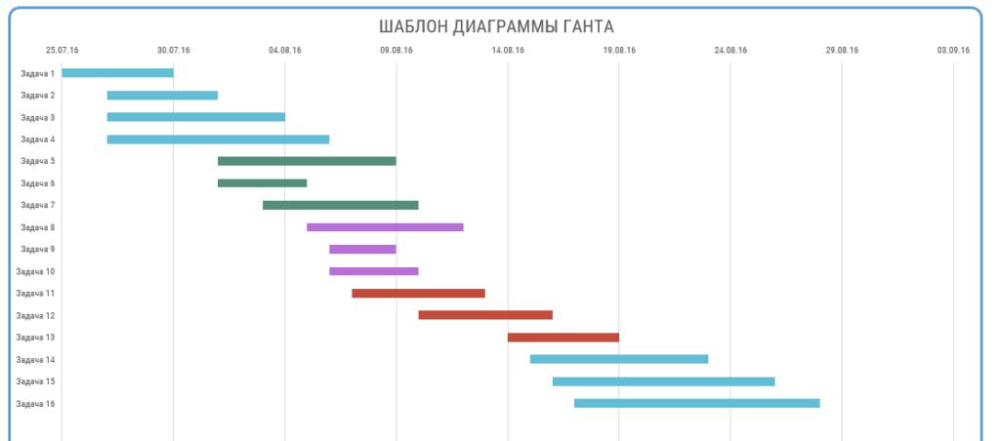 ШАБЛОН ДИАГРАММЫ ГАНТА
25.07.16 30.07.16 04.08.16 09.08.16 14.08.16 19.08.16 24.08.16 29.08.16 03.09.16
Задача 1
Задача 2
Задача 3
Задача 4
Задача 5
Задача 6
Задача 7
Задача 8
Задача 9
Задача 10
Задача 11
Задача 12
Задача 13
Задача 14
Задача 15
Задача 16